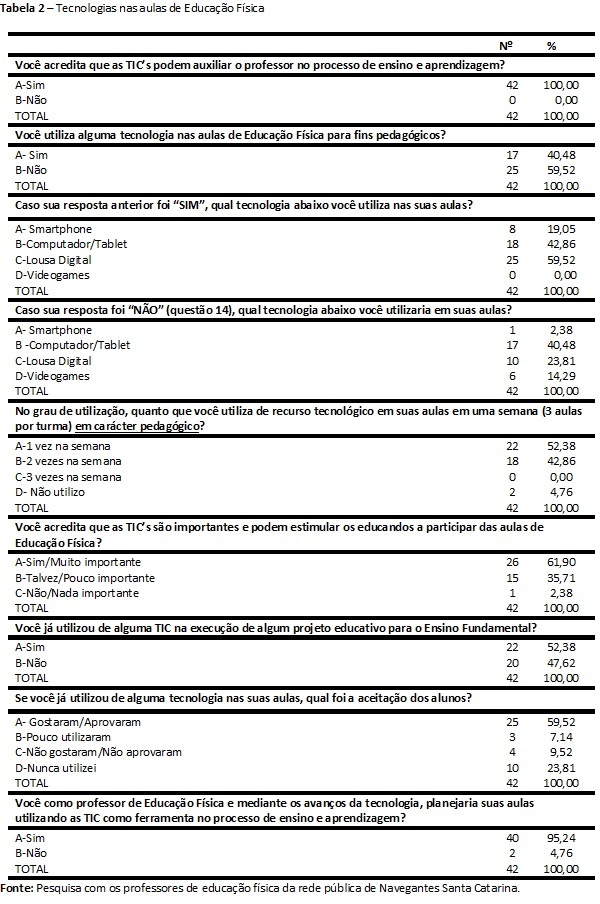 Tabela 2 – Tecnologias nas aulas de Educação Física
Nº %
Você acredita que as TIC's podem auxiliar o professor no processo de ensino e aprendizagem?
A-Sim 42 100,00
B-Não 0 0,00
TOTAL 42 100,00
Você utiliza alguma tecnologia nas aulas de Educação Física para fins pedagógicos?
A- Sim 17 40,48
B-Não 25 59,52
TOTAL 42 100,00
Caso sua resposta anterior foi “SIM”, qual tecnologia abaixo você utiliza nas suas aulas?
A- Smartphone 8 19,05
B-Computador/Tablet 18 42,86
C-Lousa Digital 25 59,52
D-Videogames 0 0,00
TOTAL 42 100,00
Caso sua resposta foi “NÃO” (questão 14), qual tecnologia abaixo você utilizaria em suas aulas?
A- Smartphone 1 2,38
B -Computador/Tablet 17 40,48
C-Lousa Digital 10 23,81
D-Videogames 6 14,29
TOTAL 42 100,00
No grau de utilização, quanto que você utiliza de recurso tecnológico em suas aulas em uma semana (3 aulas
por turma) em carácter pedagógico?
A-1 vez na semana 22 52,38
B-2 vezes na semana 18 42,86
C-3 vezes na semana 0 0,00
D- Não utilizo 2 4,76
TOTAL 42 100,00
Você acredita que as TIC's são importantes e podem estimular os educandos a participar das aulas de
Educação Física?
A-Sim/Muito importante 26 61,90
B-Talvez/Pouco importante 15 35,71
C-Não/Nada importante 1 2,38
TOTAL 42 100,00
Você já utilizou de alguma TIC na execução de algum projeto educativo para o Ensino Fundamental?
A-Sim 22 52,38
B-Não 20 47,62
TOTAL 42 100,00
Se você já utilizou de alguma tecnologia nas suas aulas, qual foi a aceitação dos alunos?
A- Gostaram/Aprovaram 25 59,52
B-Pouco utilizaram 3 7,14
C-Não gostaram/Não aprovaram 4 9,52
D-Nunca utilizei 10 23,81
TOTAL 42 100,00
Você como professor de Educação Física e mediante os avanços da tecnologia, planejaria suas aulas
utilizando as TIC como ferramenta no processo de ensino e aprendizagem?
A-Sim 40 95,24
B-Não 2 4,76
TOTAL 42 100,00
Fonte: Pesquisa com os professores de educação física da rede pública de Navegantes Santa Catarina.